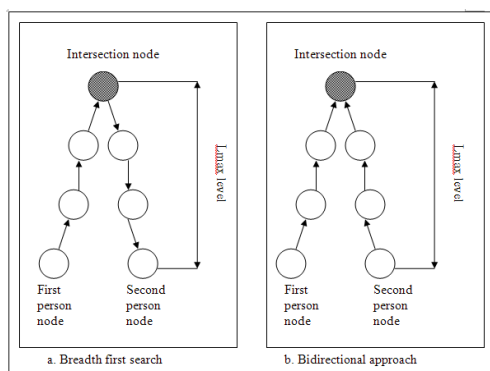 Intersection node
Lmax level
First
person
node
Second
person
node
a. Breadth first search
Intersection node
Lmax level
First
person
node
Second
person
node
b. Bidirectional approach